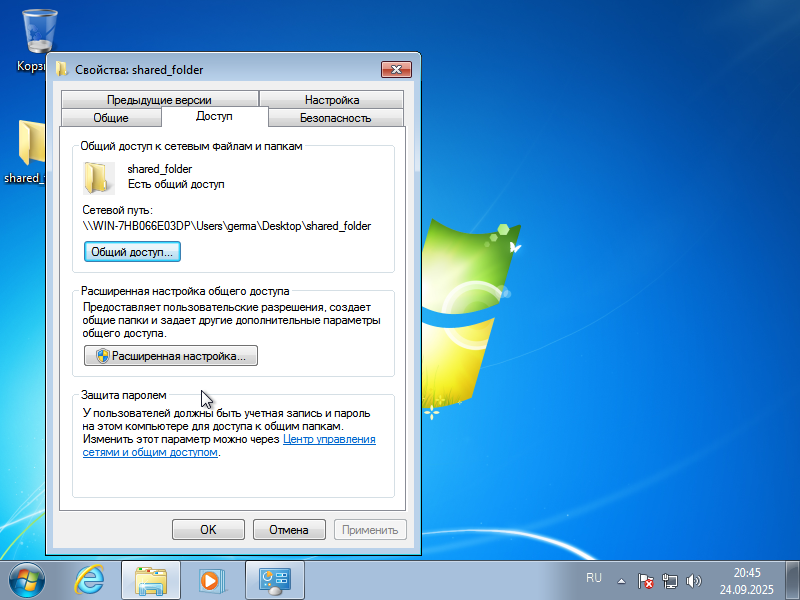 Корз
shared_
Свойства: shared_folder
Предыдущие версии
Настройка
Общие
Доступ
Безопасность
Общий доступ к сетевым файлам и папкам
shared_folder
Есть общий доступ
Сетевой путь:
\\WIN-7HB066E03DP\Users\germa\Desktop\shared_folder
Общий доступ...
Расширенная настройка общего доступа
Предоставляет пользовательские разрешения, создает
общие папки и задает другие дополнительные параметры
общего доступа.
Расширенная настройка...
Защита паролем
У пользователей должны быть учетная запись и пароль
на этом компьютере для доступа к общим папкам.
Изменить этот параметр можно через Центр управления
сетями и общим доступом.
OK
Отмена
Применить
RU
20:45
24.09.2025